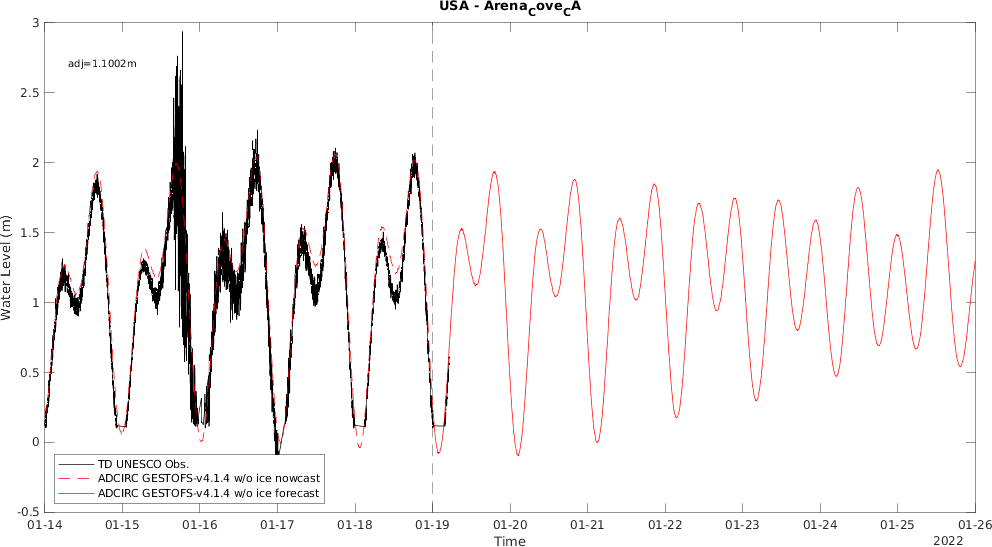 USA - ArenaCoveCA
adj=1.1002m
Water Level (m)
3
2.5
2
1.5
1
0.5
0
-0.5
TD UNESCO Obs.
ADCIRC GESTOFS-v4.1.4 w/o ice nowcast
ADCIRC GESTOFS-v4.1.4 w/o ice forecast
01-14 01-15 01-16 01-17 01-18 01-19 01-20 01-21 01-22 01-23 01-24 01-25 01-26
Time
2022